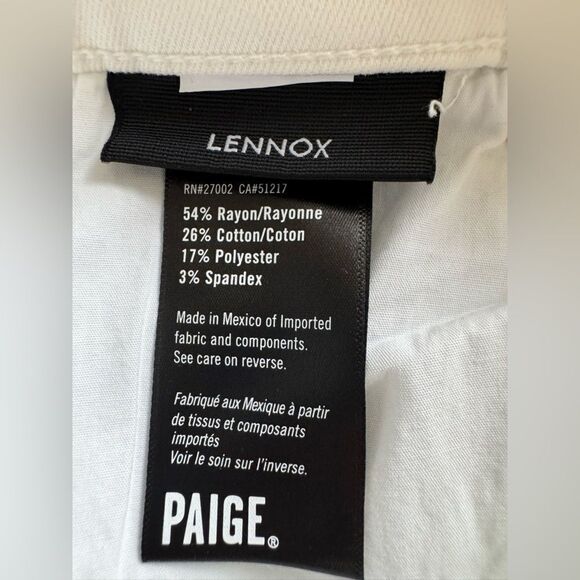 LENNOX
RN#27002 CA#51217
54% Rayon/Rayonne
26% Cotton/Coton
17% Polyester
3% Spandex
Made in Mexico of Imported
fabric and components.
See care on reverse.
Fabriqué aux Mexique à partir
de tissus et composants
importés
Voir le soin sur l'inverse.
PAIGE®